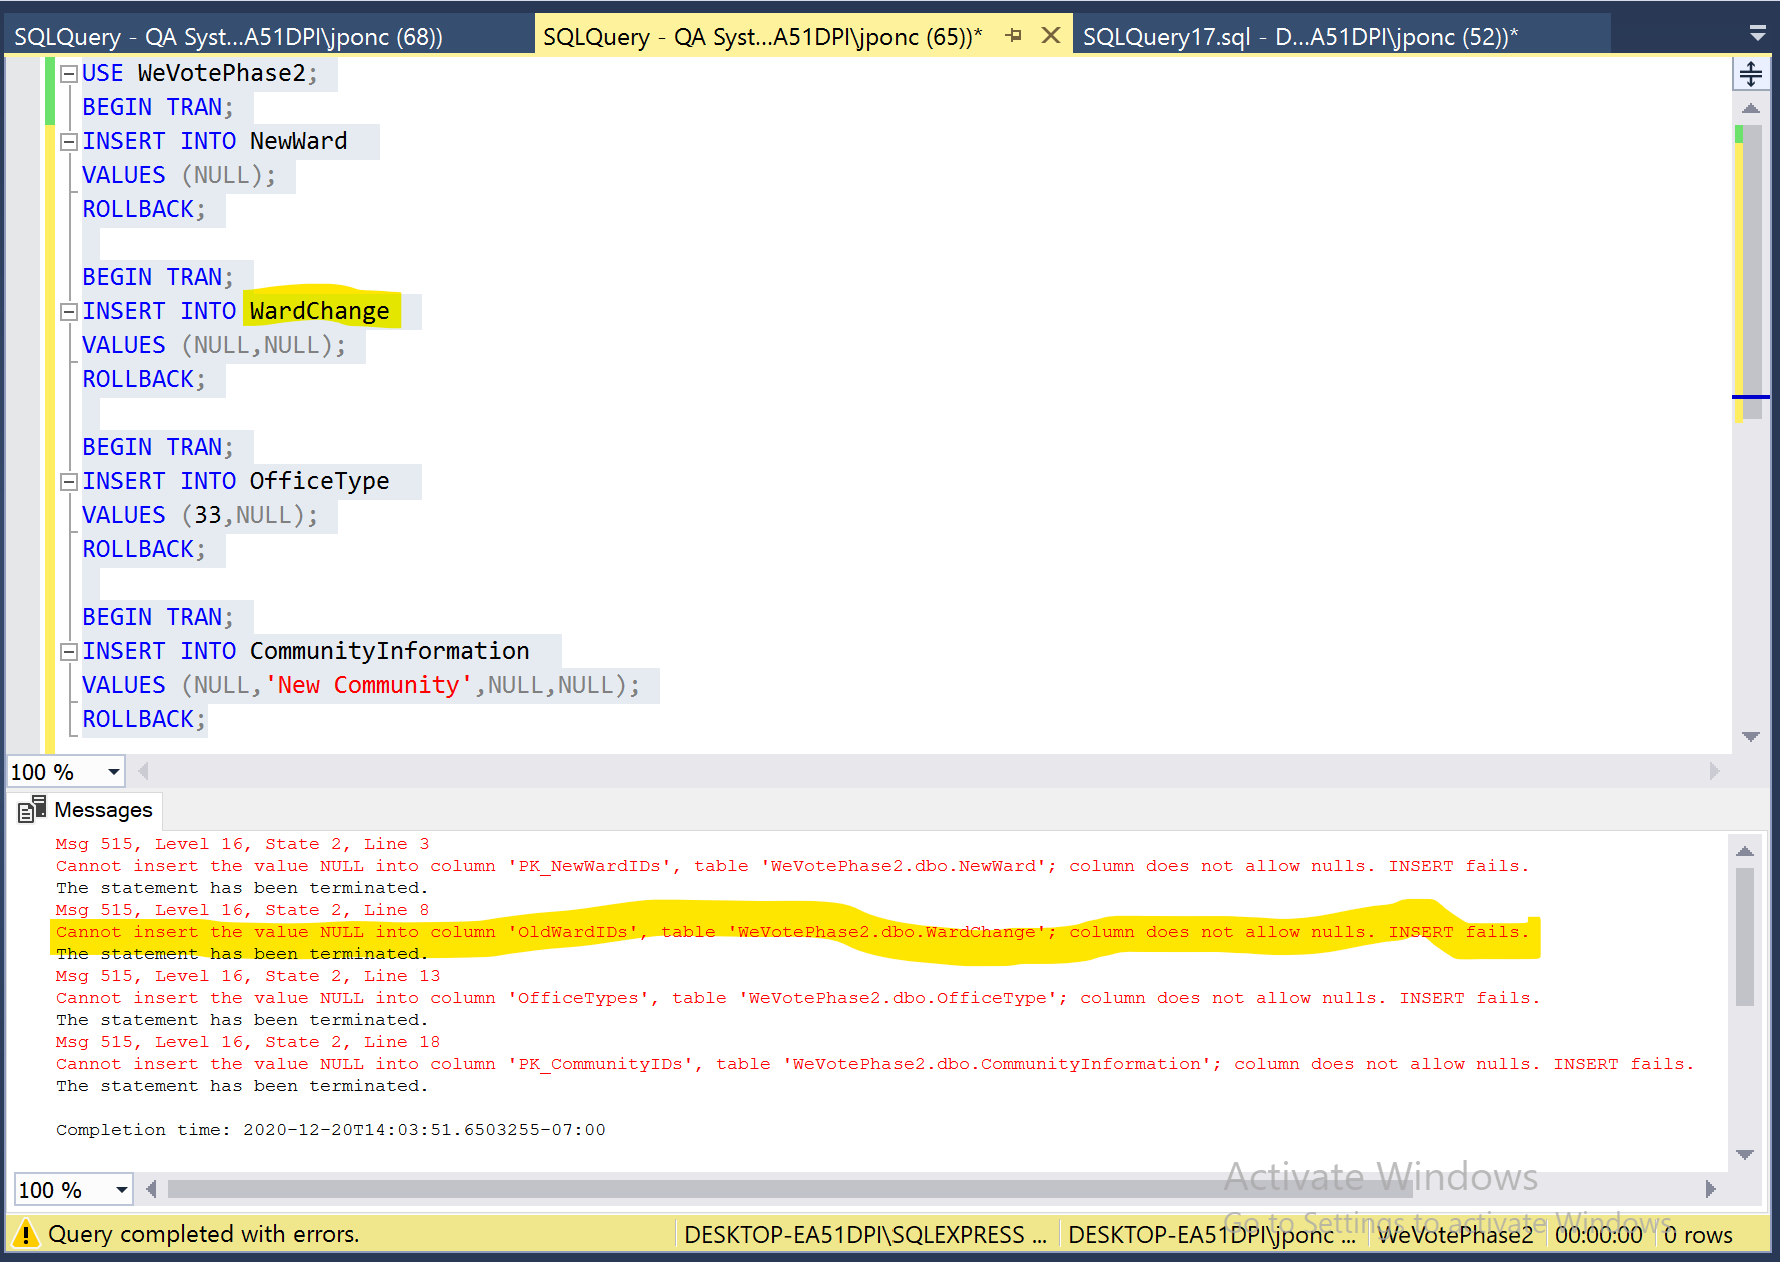 SQLQuery - QA Syst...A51DPI\jponc (68))
SQLQuery - QA Syst...A51DPI\jponc (65))*
SQLQuery17.sql - D...A51DPI\jponc (52))*
USE WeVotePhase2;
BEGIN TRAN;
INSERT INTO NewWard
VALUES (NULL);
ROLLBACK;
BEGIN TRAN;
INSERT INTO WardChange
VALUES (NULL,NULL);
ROLLBACK;
BEGIN TRAN;
INSERT INTO OfficeType
VALUES (33,NULL);
ROLLBACK;
BEGIN TRAN;
INSERT INTO CommunityInformation
VALUES (NULL,'New Community',NULL,NULL);
ROLLBACK;
100 %
Messages
Msg 515, Level 16, State 2, Line 3
Cannot insert the value NULL into column 'PK_NewWardIDs', table 'WeVotePhase2.dbo.NewWard'; column does not allow nulls. INSERT fails.
The statement has been terminated.
Msg 515, Level 16, State 2, Line 8
Cannot insert the value NULL into column 'OldWardIDs', table 'WeVotePhase2.dbo.WardChange'; column does not allow nulls. INSERT fails.
The statement has been terminated.
Msg 515, Level 16, State 2, Line 13
Cannot insert the value NULL into column 'OfficeTypes', table 'WeVotePhase2.dbo.OfficeType'; column does not allow nulls. INSERT fails.
The statement has been terminated.
Msg 515, Level 16, State 2, Line 18
Cannot insert the value NULL into column 'PK_CommunityIDs', table 'WeVotePhase2.dbo.CommunityInformation'; column does not allow nulls. INSERT fails.
The statement has been terminated.
Completion time: 2020-12-20T14:03:51.6503255-07:00
Activate Windows
Go to Settings to activate Windows.
100 %
Query completed with errors.
DESKTOP-EA51DPI\SQLEXPRESS ...
DESKTOP-EA51DPI\jponc ...
WeVotePhase2
00:00:00
0 rows